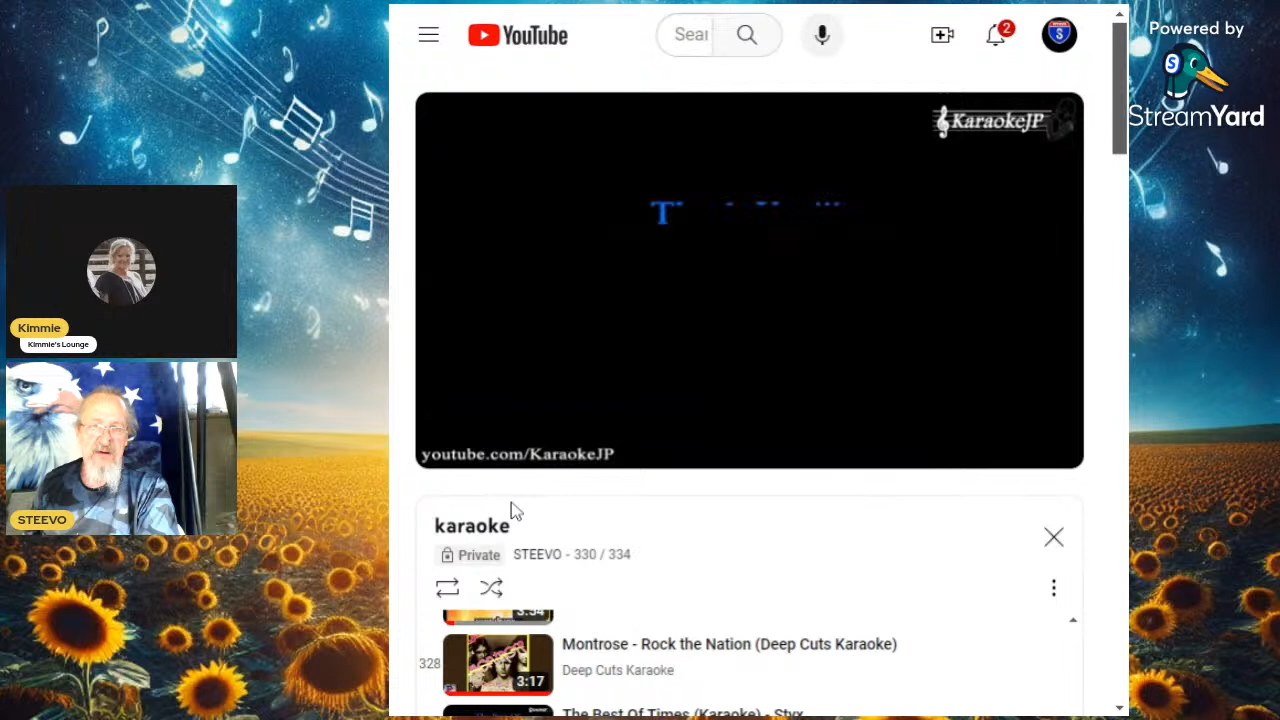 YouTube
Sear
2
S
Powered by
S
StreamYard
KaraokeJP
youtube.com/KaraokeJP
Kimmie
Kimmie's Lounge
STEEVO
karaoke
Private STEEVO - 330 / 334
3:54
328
3:17
Montrose - Rock the Nation (Deep Cuts Karaoke)
Deep Cuts Karaoke
The Best Of Times (Karaoke) - Styx